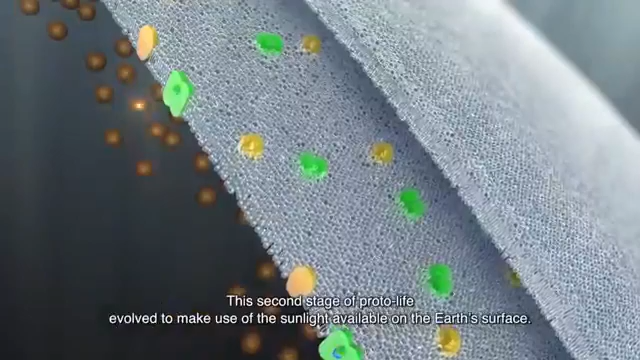 This second stage of proto-life
evolved to make use of the sunlight available on the Earth's surface.